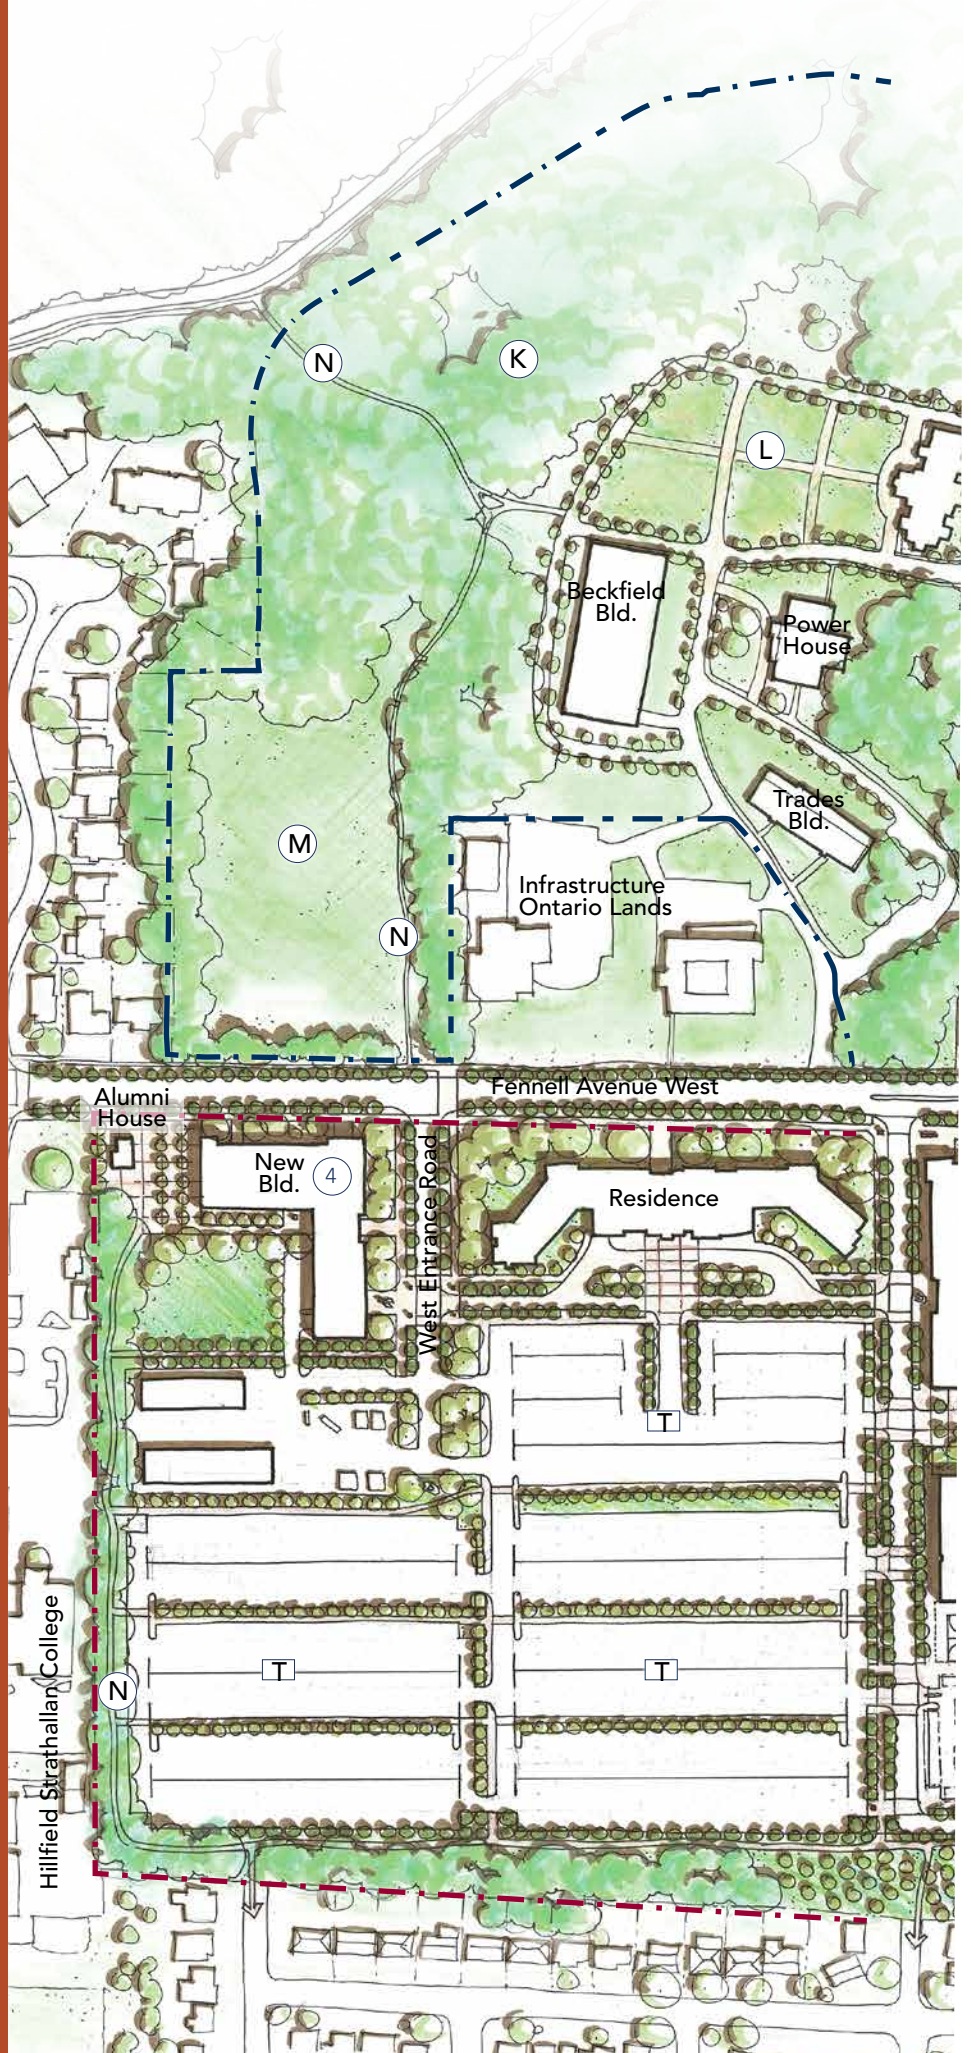 N
K
L
Beckfield
Bld.
Power
House
Trades
Bld.
M
Infrastructure
Ontario Lands
N
Fennell Avenue West
Alumni
House
New
Bld.
4
West Entrance Road
Residence
T
Hillfield Strathallan College
N
T
T